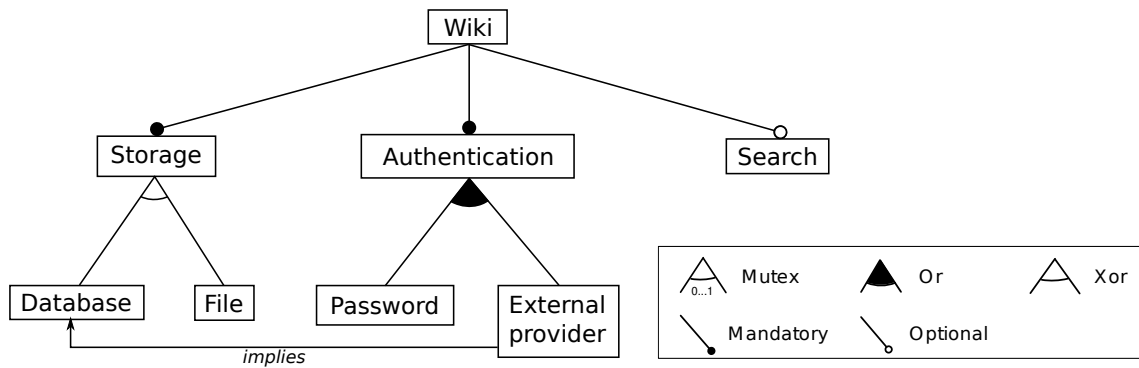 Wiki
Storage
Authentication
Search
Database
File
Password
External
provider
implies
Mutex
0...1
Or
Xor
Mandatory
Optional